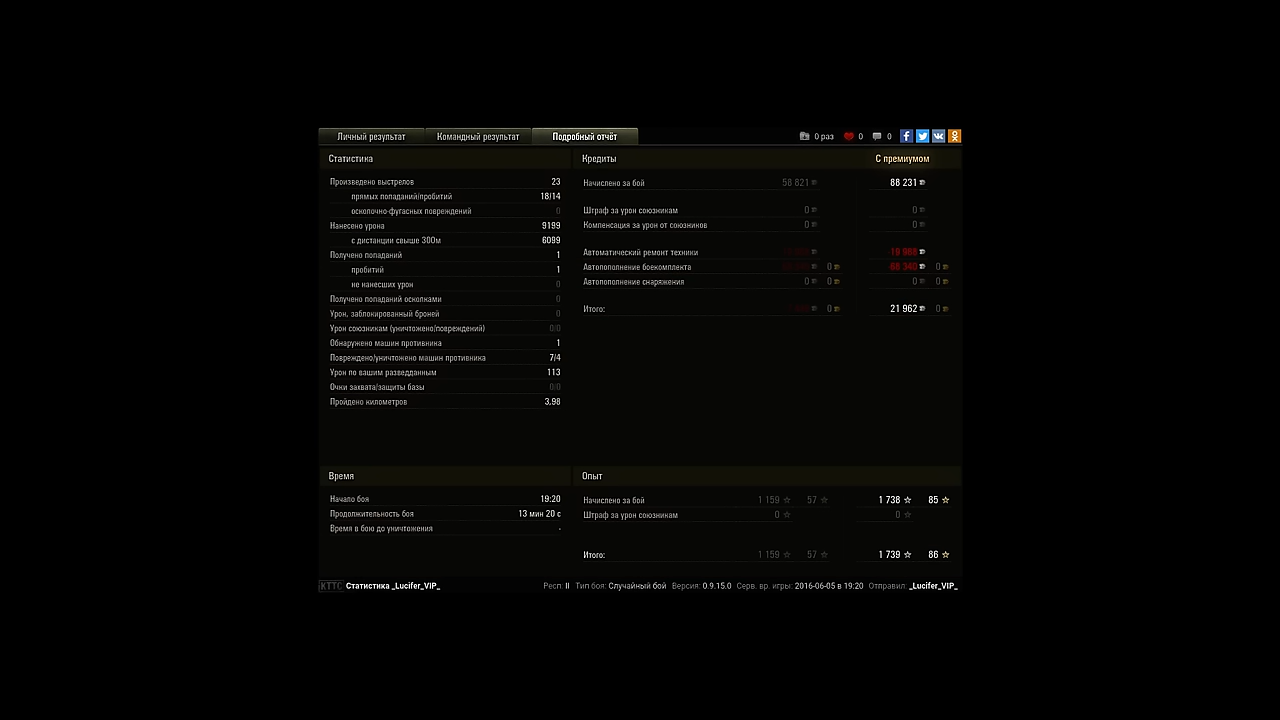 Личный результат Командный результат Подробный отчёт 0 раз 0 0
Статистика
Произведено выстрелов 23
прямых попаданий/пробитий 18/14
осколочно-фугасных повреждений 0
Нанесено урона 9199
с дистанции свыше 300м 6099
Получено попаданий 1
пробитий 1
не нанесших урон 0
Получено попаданий осколками 0
Урон, заблокированный броней 0
Урон союзникам (уничтожено/повреждений) 0/0
Обнаружено машин противника 1
Повреждено/уничтожено машин противника 7/4
Урон по вашим разведданным 113
Очки захвата/защиты базы 0/0
Пройдено километров 3,98
Кредиты С премиумом
Начислено за бой 58 821 88 231
Штраф за урон союзникам 0 0
Компенсация за урон от союзников 0 0
Автоматический ремонт техники
Автопополнение боекомплекта 0 0
Автопополнение снаряжения 0 0 0 0
Итого: 0 21 962 0
Время
Начало боя 19:20
Продолжительность боя 13 мин 20 с
Время в бою до уничтожения -
Опыт
Начислено за бой 1 159 57 1 738 85
Штраф за урон союзникам 0 0
Итого: 1 159 57 1 739 86
КТТС Статистика _Lucifer_VIP_ Респ: II Тип боя: Случайный бой Версия: 0.9.15.0 Серв. вр. игры: 2016-06-05 в 19:20 Отправил: _Lucifer_VIP_